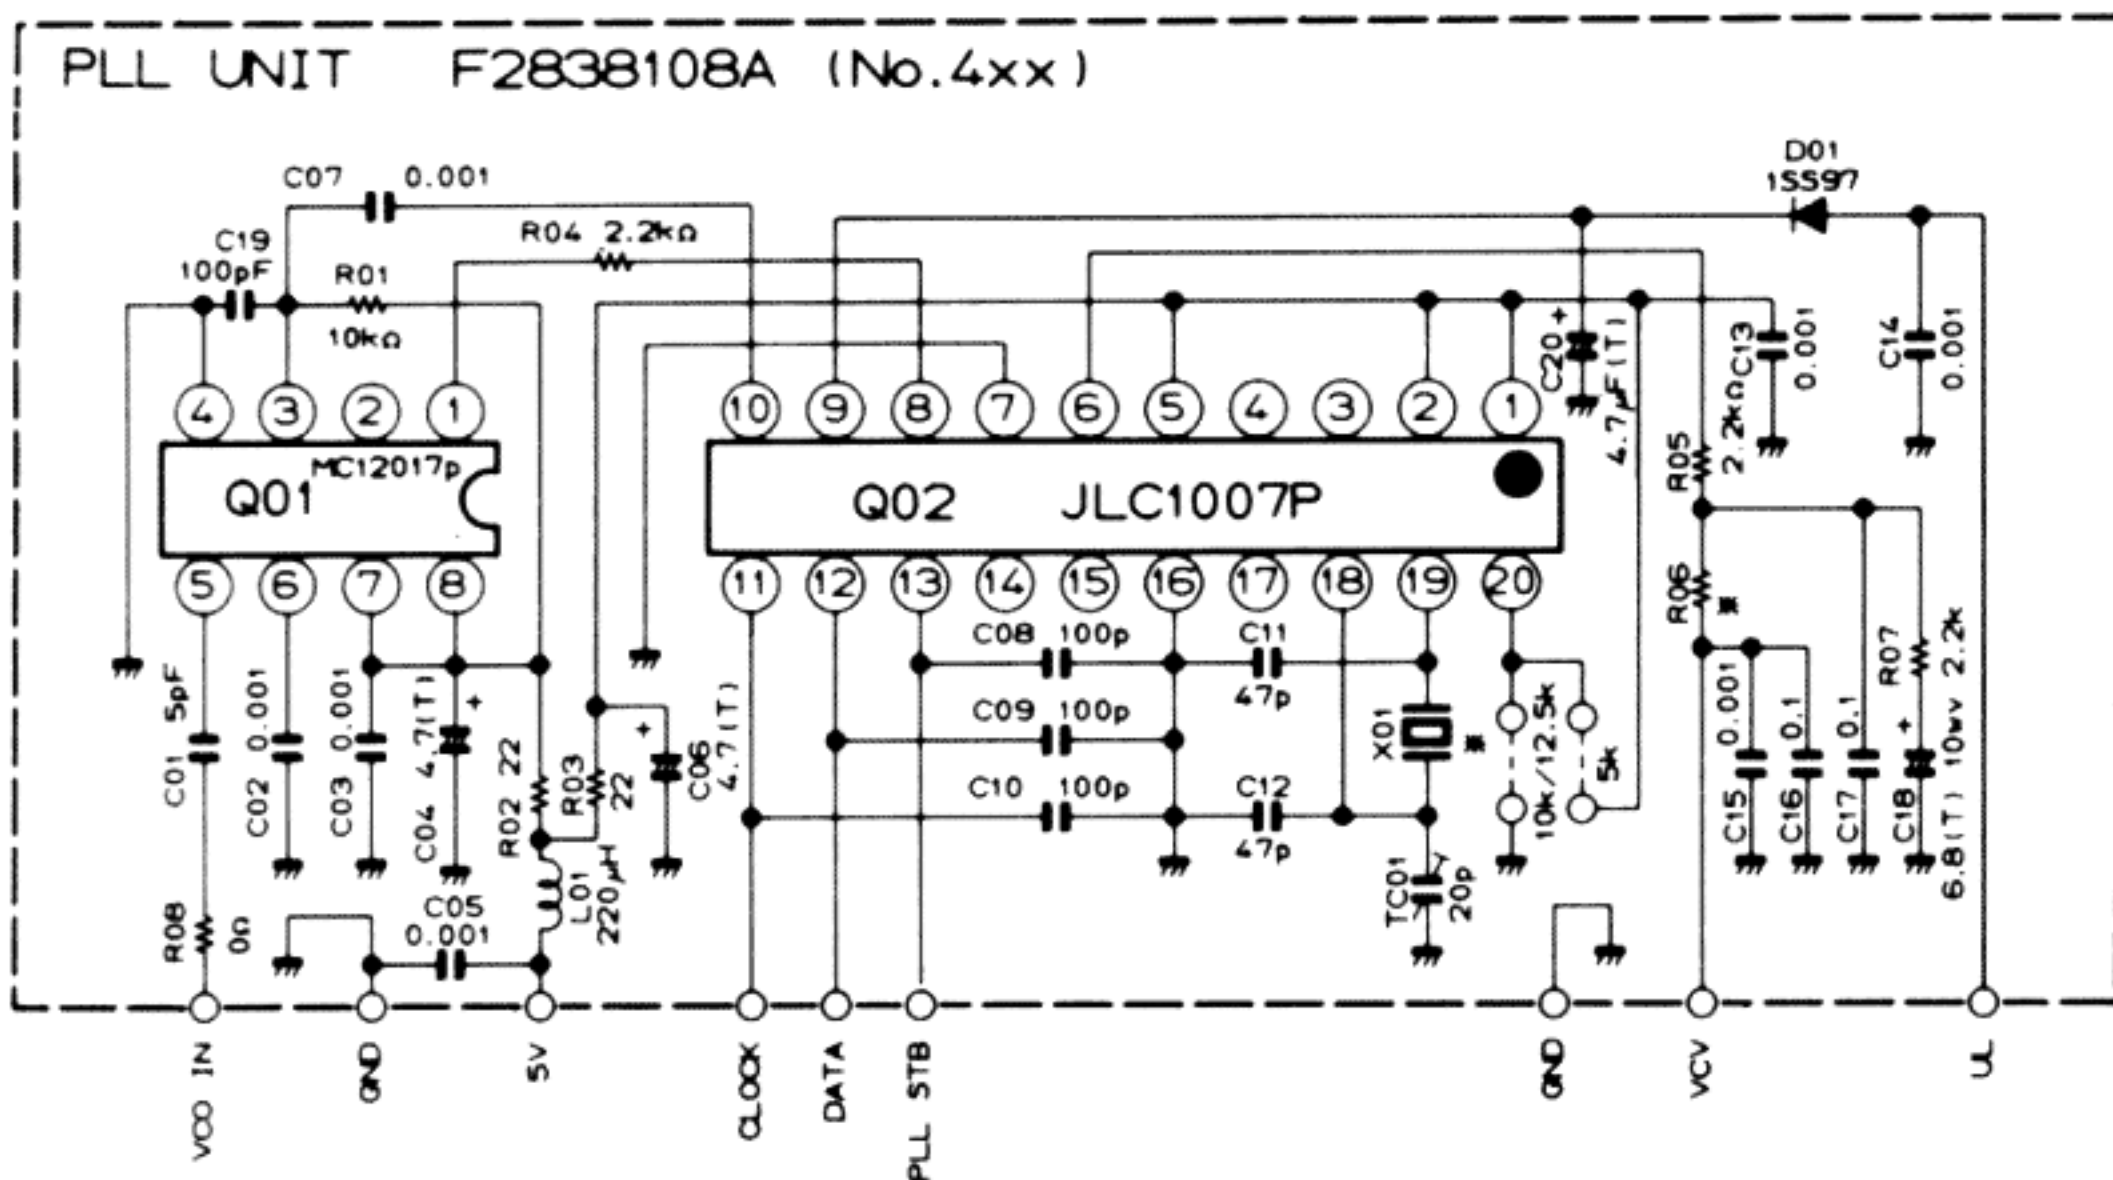 PLL UNIT F2838108A (No.4xx)
D01
1SS97
C07 0.001
R04 2.2kΩ
C19
100pF
R01
10kΩ
C20 +
4.7μF(T)
C13
0.001
C14
0.001
4 3 2 1
10 9 8 7 6 5 4 3 2 1
MC12017p
Q01
Q02 JLC1007P
R05
2.2kΩ
5 6 7 8
11 12 13 14 15 16 17 18 19 20
R06
※
C08 100p
C11
47p
C09 100p
C10 100p
C12
47p
C01 5pF
C02 0.001
C03 0.001
C04 4.7(T)
+
R02 22
R03
22
+
C06
4.7(T)
X01
※
10k/12.5k
5k
R07
2.2k
C15
0.001
C16
0.1
C17
0.1
C18 +
6.8(T) 10wv
L01
220μH
C05
0.001
R08
0Ω
TC01
20p
VCO IN
GND
5V
CLOCK
DATA
PLL STB
GND
VCV
UL